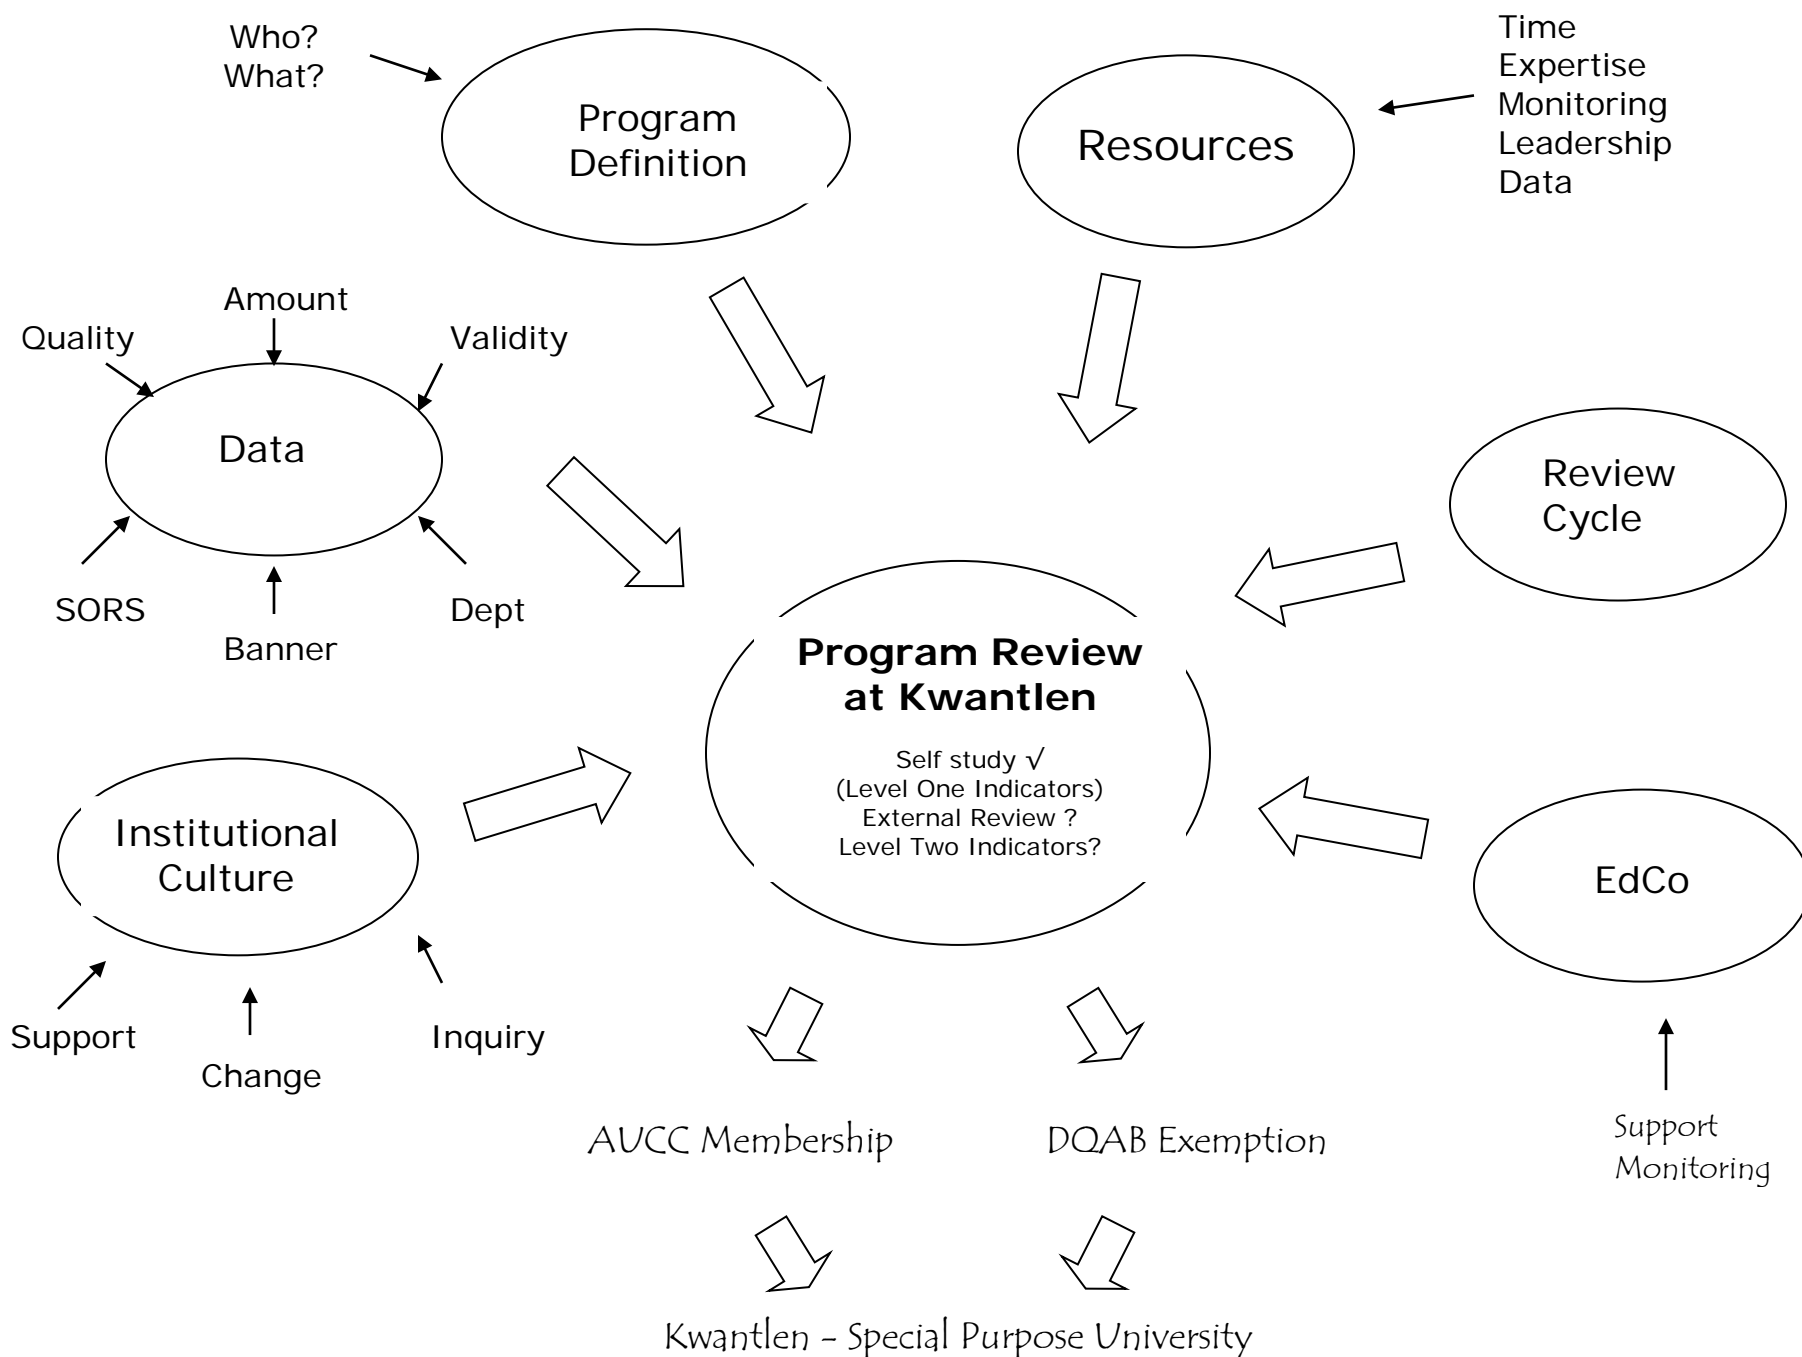 Who?
What?
Program
Definition
Resources
Time
Expertise
Monitoring
Leadership
Data
Amount
Quality
Validity
Data
SORS
Banner
Dept
Review
Cycle
Program Review
at Kwantlen
Self study √
(Level One Indicators)
External Review ?
Level Two Indicators?
Institutional
Culture
Support
Change
Inquiry
EdCo
Support
Monitoring
AUCC Membership
DQAB Exemption
Kwantlen – Special Purpose University